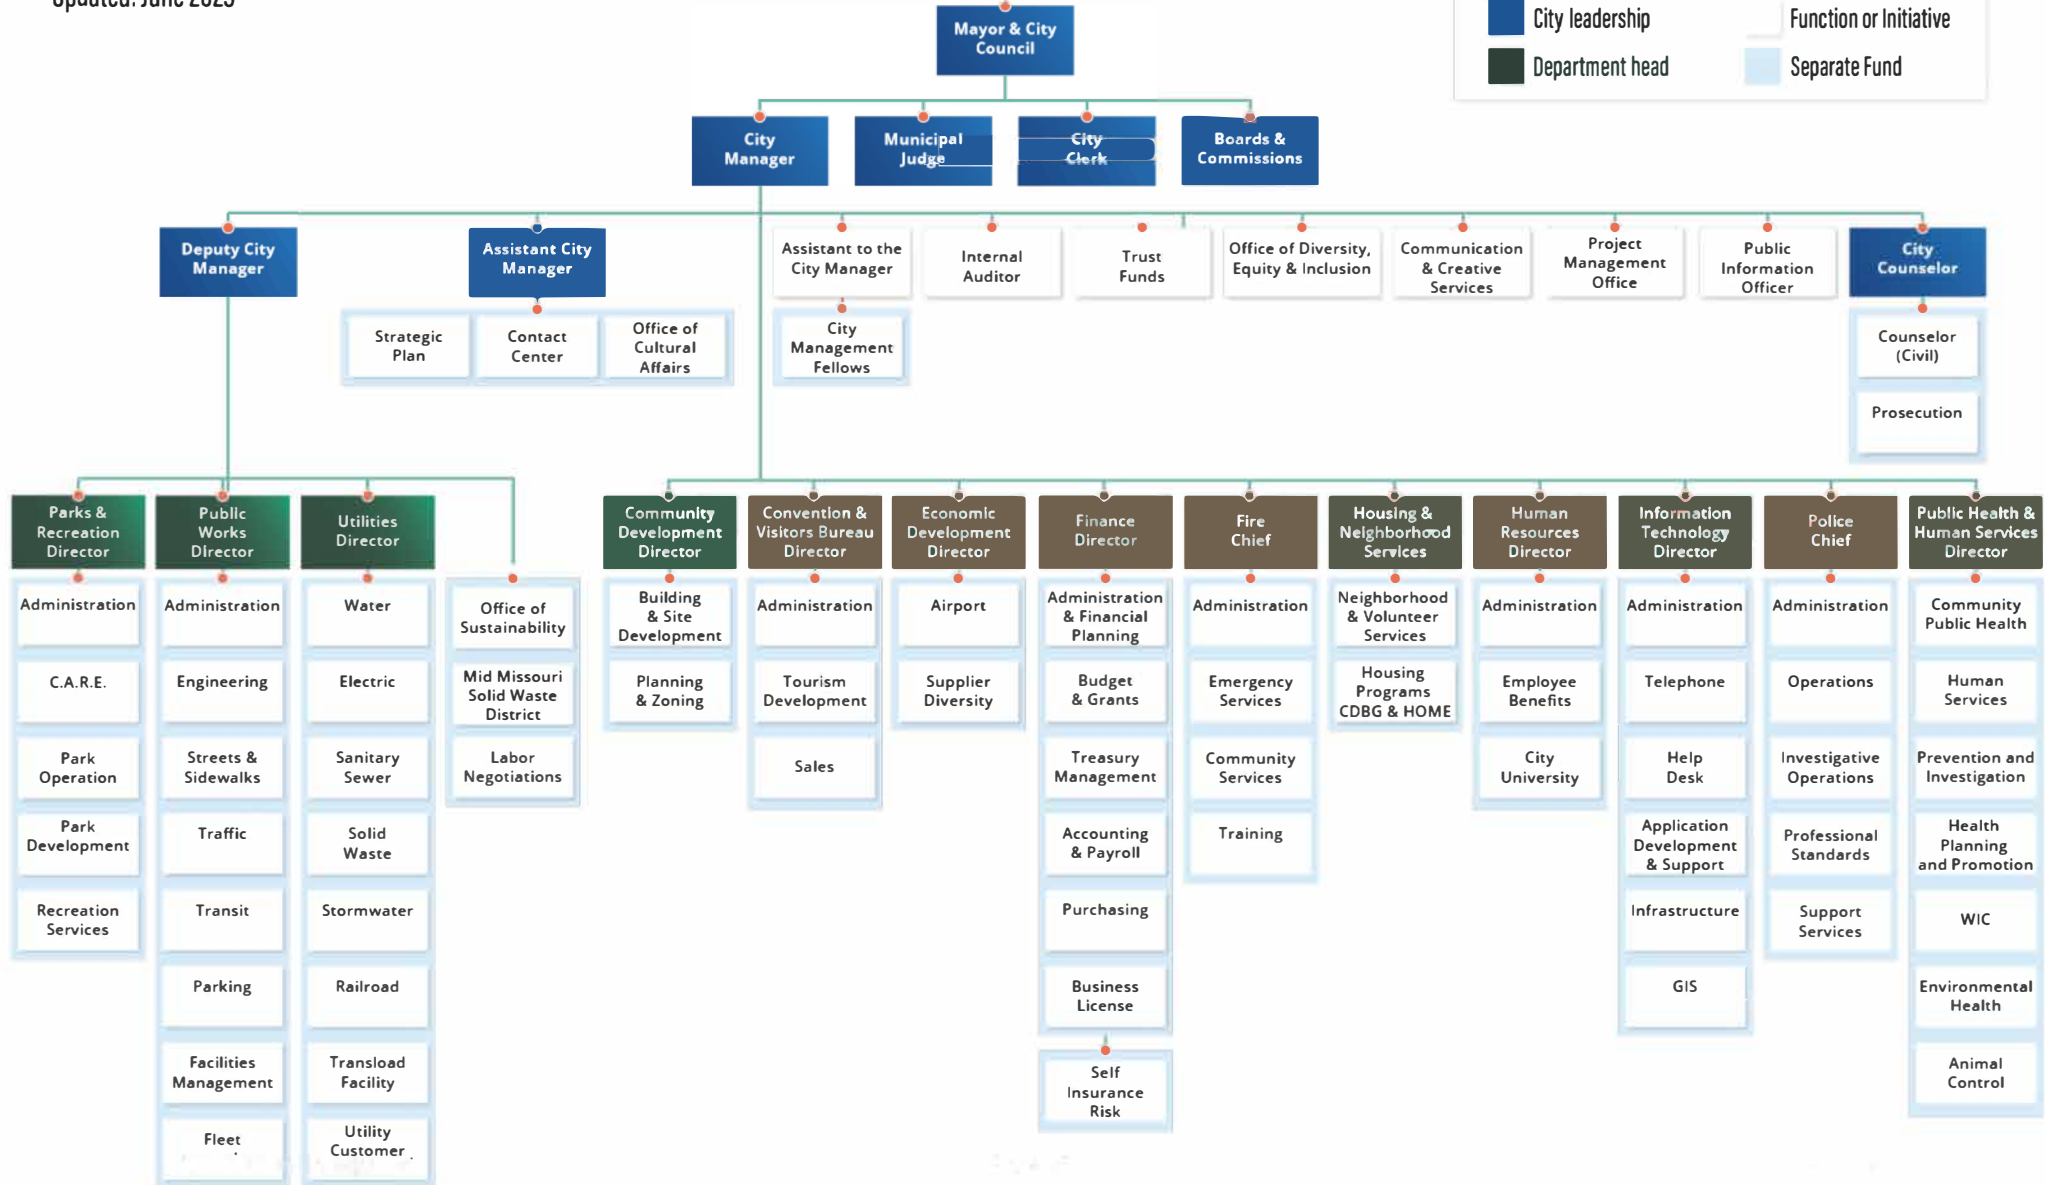 Updated: June 2023
City leadership
Function or Initiative
Department head
Separate Fund
Mayor & City
Council
City
Manager
Municipal
Judge
City
Clerk
Boards &
Commissions
Deputy City
Manager
Assistant City
Manager
Assistant to the
City Manager
Internal
Auditor
Trust
Funds
Office of Diversity,
Equity & Inclusion
Communication
& Creative
Services
Project
Management
Office
Public
Information
Officer
City
Counselor
Strategic
Plan
Contact
Center
Office of
Cultural
Affairs
City
Management
Fellows
Counselor
(Civil)
Prosecution
Parks &
Recreation
Director
Administration
C.A.R.E.
Park
Operation
Park
Development
Recreation
Services
Public
Works
Director
Administration
Engineering
Streets &
Sidewalks
Traffic
Transit
Parking
Facilities
Management
Fleet
Utilities
Director
Water
Electric
Sanitary
Sewer
Solid
Waste
Stormwater
Railroad
Transload
Facility
Utility
Customer
Office of
Sustainability
Mid Missouri
Solid Waste
District
Labor
Negotiations
Community
Development
Director
Building
& Site
Development
Planning
& Zoning
Convention &
Visitors Bureau
Director
Administration
Tourism
Development
Sales
Economic
Development
Director
Airport
Supplier
Diversity
Finance
Director
Administration
& Financial
Planning
Budget
& Grants
Treasury
Management
Accounting
& Payroll
Purchasing
Business
License
Self
Insurance
Risk
Fire
Chief
Administration
Emergency
Services
Community
Services
Training
Housing &
Neighborhood
Services
Neighborhood
& Volunteer
Services
Housing
Programs
CDBG & HOME
Human
Resources
Director
Administration
Employee
Benefits
City
University
Information
Technology
Director
Administration
Telephone
Help
Desk
Application
Development
& Support
Infrastructure
GIS
Police
Chief
Administration
Operations
Investigative
Operations
Professional
Standards
Support
Services
Public Health &
Human Services
Director
Community
Public Health
Human
Services
Prevention and
Investigation
Health
Planning
and Promotion
WIC
Environmental
Health
Animal
Control